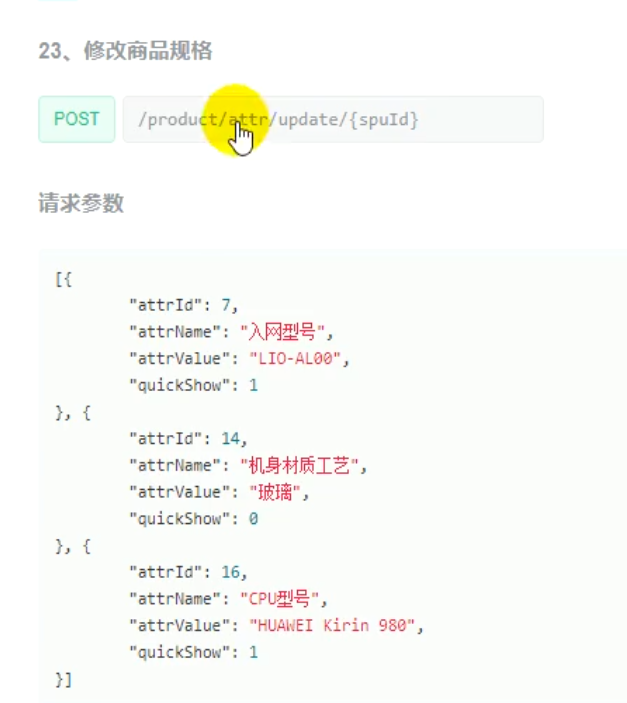 23、修改商品规格
POST /product/attr/update/{spuId}
请求参数
[{
"attrId": 7,
"attrName": "入网型号",
"attrValue": "LIO-AL00",
"quickShow": 1
}, {
"attrId": 14,
"attrName": "机身材质工艺",
"attrValue": "玻璃",
"quickShow": 0
}, {
"attrId": 16,
"attrName": "CPU型号",
"attrValue": "HUAWEI Kirin 980",
"quickShow": 1
}]